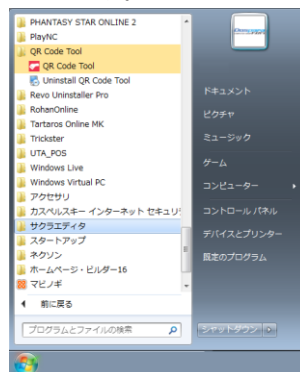 PHANTASY STAR ONLINE 2
PlayNC
QR Code Tool
QR Code Tool
Uninstall QR Code Tool
Revo Uninstaller Pro
RohanOnline
Tartaros Online MK
Trickster
UTA_POS
Windows Live
Windows Virtual PC
アクセサリ
カスペルスキー インターネット セキュリ
サクラエディタ
スタートアップ
ネクソン
ホームページ・ビルダー16
マビノギ
前に戻る
プログラムとファイルの検索
ドキュメント
ピクチャ
ミュージック
ゲーム
コンピューター
コントロール パネル
デバイスとプリンター
既定のプログラム
シャットダウン